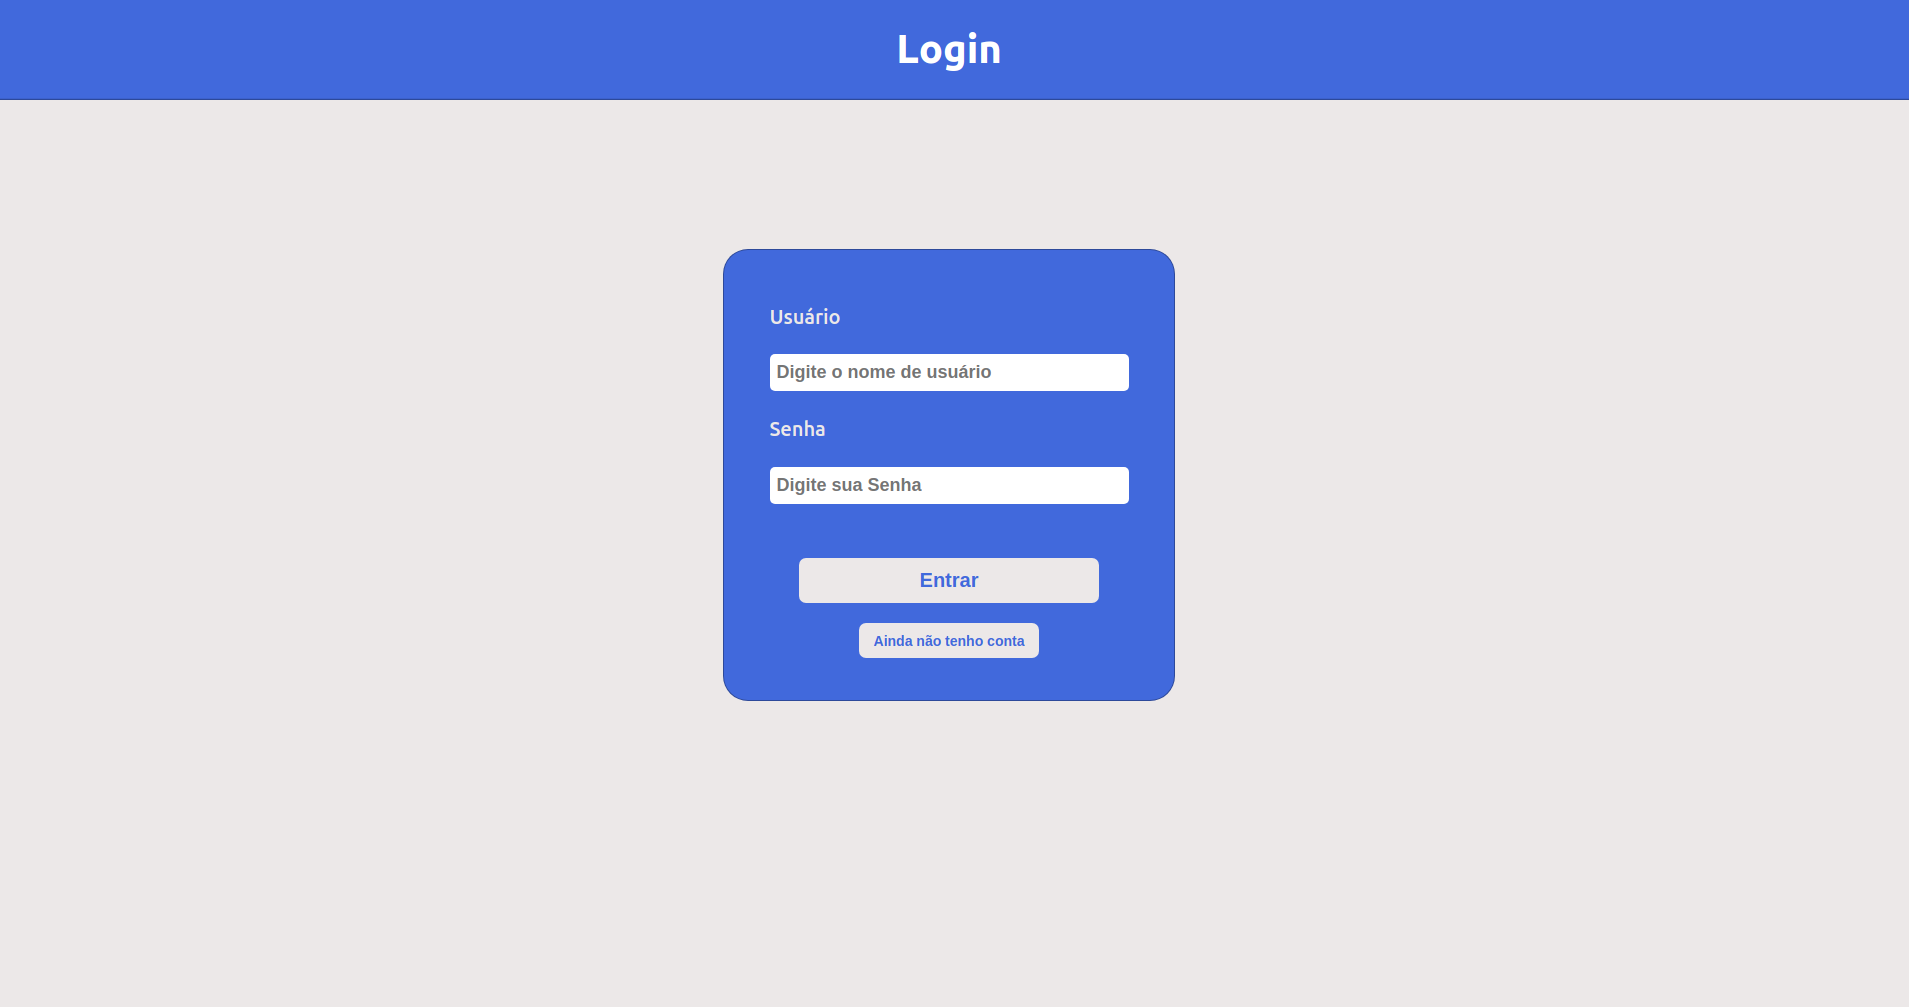 Login
Usuário
Digite o nome de usuário
Senha
Digite sua Senha
Entrar
Ainda não tenho conta